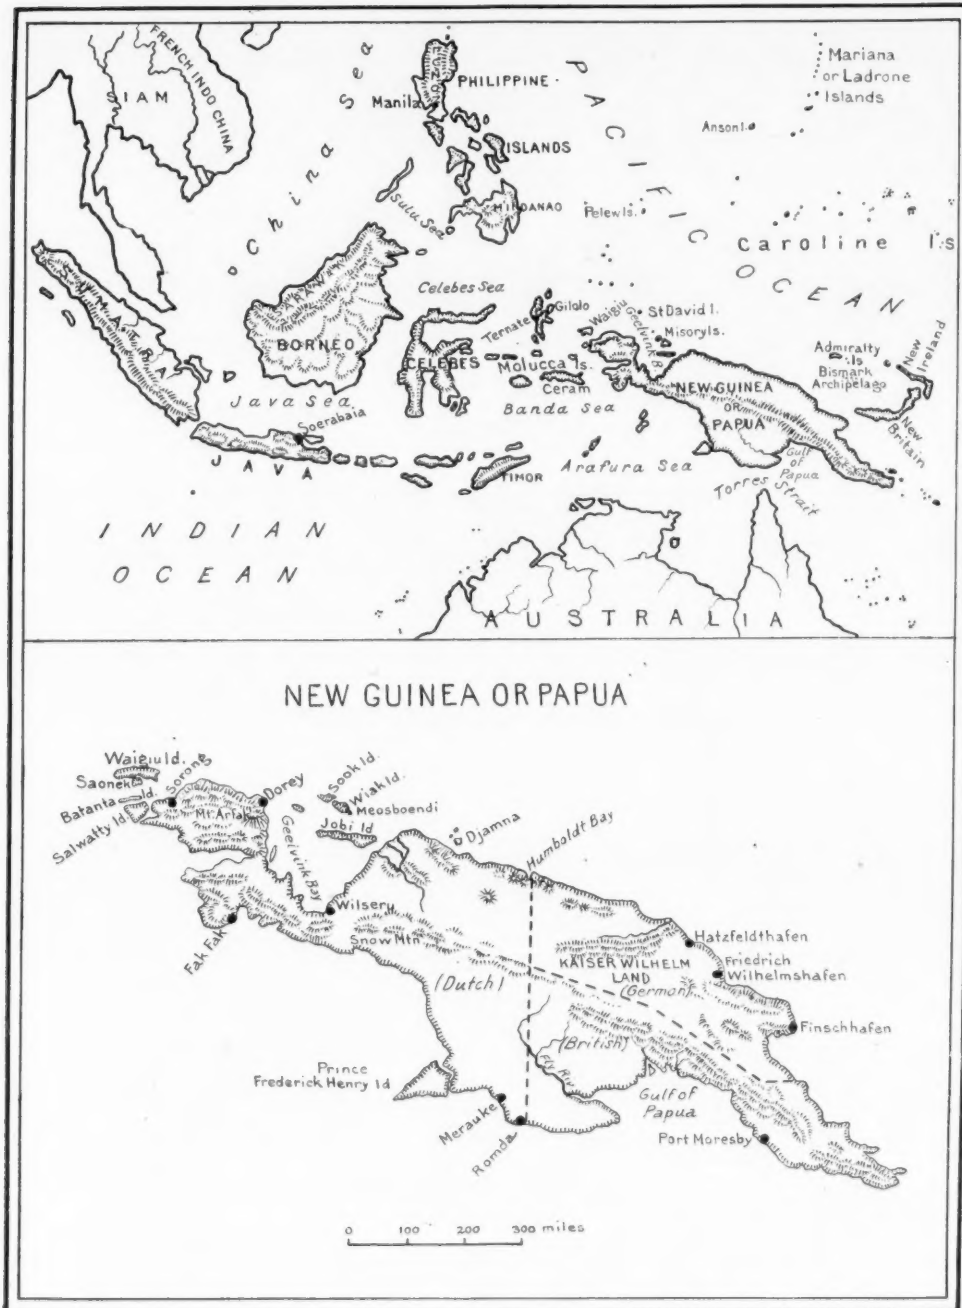 FRENCH INDO CHINA
SIAM
China Sea
LUZON
PHILIPPINE
Manila
ISLANDS
PACIFIC
OCEAN
Mariana
or Ladrone
Islands
Anson I.
Sulu Sea
MINDANAO
Pelew Is.
Caroline Is
SUMATRA
SARAWAK
BORNEO
Celebes Sea
CELEBES
Ternate
Gilolo
Molucca Is.
Ceram
Waigiu
Geelvink B.
St David I.
Misory Is.
Admiralty
Is
Bismark
Archipelago
New Ireland
New Britain
NEW GUINEA
OR
PAPUA
Gulf
of
Papua
Java Sea
Soerabaia
JAVA
Banda Sea
TIMOR
Arafura Sea
Torres Strait
INDIAN
OCEAN
AUSTRALIA
NEW GUINEA OR PAPUA
Waigiu Id.
Saonek
Batanta Id.
Salwatty Id.
Sorong
Mt. Arfak
Dorey
Geelvink Bay
Sook Id.
Wiak Id.
Meosboendi
Jobi Id
Djamna
Humboldt Bay
Fak Fak
Wilsery
Snow Mtn
(Dutch)
KAISER WILHELM
LAND
(German)
Hatzfeldthafen
Friedrich
Wilhelmshafen
Finschhafen
(British)
Fly Riv.
Prince
Frederick Henry Id
Merauke
Romda
Gulf of
Papua
Port Moresby
0 100 200 300 miles